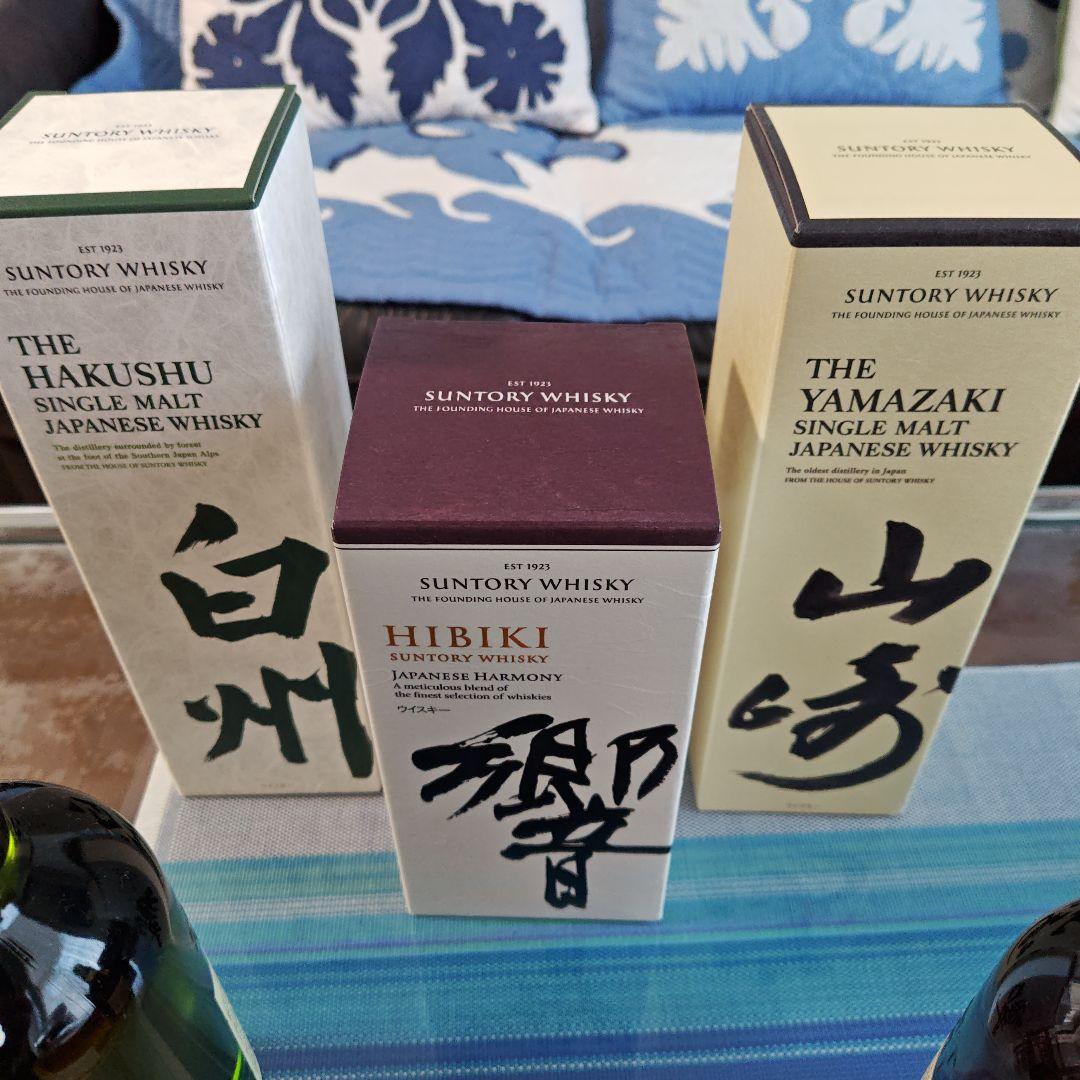 EST 1923
SUNTORY WHISKY
THE FOUNDING HOUSE OF JAPANESE WHISKY
EST 1923
SUNTORY WHISKY
THE FOUNDING HOUSE OF JAPANESE WHISKY
THE
HAKUSHU
SINGLE MALT
JAPANESE WHISKY
The distillery surrounded by forest
at the foot of the Southern Japan Alps
FROM THE HOUSE OF SUNTORY WHISKY
白
州
EST 1923
SUNTORY WHISKY
THE FOUNDING HOUSE OF JAPANESE WHISKY
EST 1923
SUNTORY WHISKY
THE FOUNDING HOUSE OF JAPANESE WHISKY
HIBIKI
SUNTORY WHISKY
JAPANESE HARMONY
A meticulous blend of
the finest selection of whiskies
ウイスキー
響
EST 1923
SUNTORY WHISKY
THE FOUNDING HOUSE OF JAPANESE WHISKY
EST 1923
SUNTORY WHISKY
THE FOUNDING HOUSE OF JAPANESE WHISKY
THE
YAMAZAKI
SINGLE MALT
JAPANESE WHISKY
The oldest distillery in Japan
FROM THE HOUSE OF SUNTORY WHISKY
山
崎